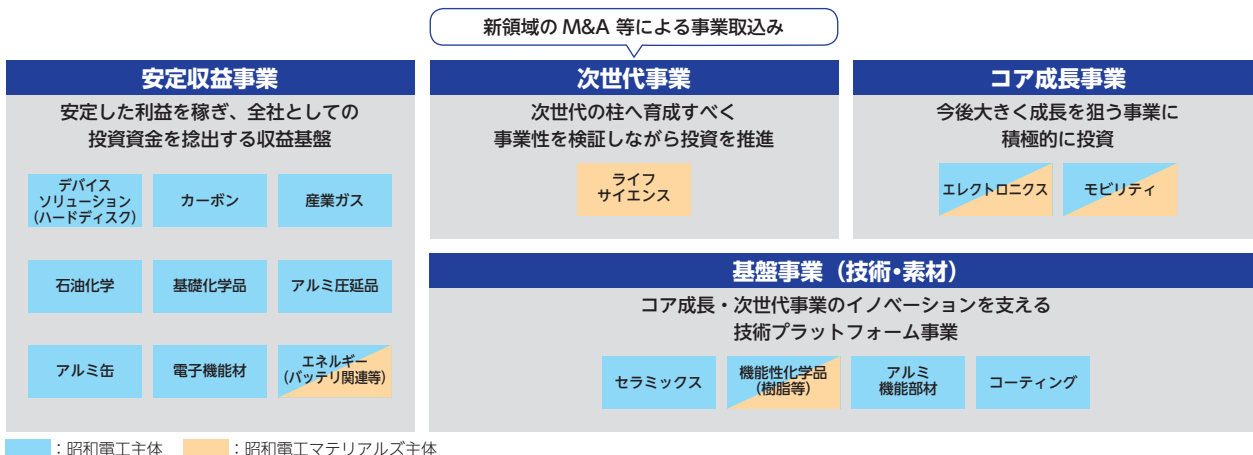 新領域の M&A 等による事業取込み
安定収益事業
安定した利益を稼ぎ、全社としての
投資資金を捻出する収益基盤
デバイス
ソリューション
(ハードディスク)
カーボン
産業ガス
石油化学
基礎化学品
アルミ圧延品
アルミ缶
電子機能材
エネルギー
(バッテリ関連等)
次世代事業
次世代の柱へ育成すべく
事業性を検証しながら投資を推進
ライフ
サイエンス
コア成長事業
今後大きく成長を狙う事業に
積極的に投資
エレクトロニクス
モビリティ
基盤事業（技術・素材）
コア成長・次世代事業のイノベーションを支える
技術プラットフォーム事業
セラミックス
機能性化学品
(樹脂等)
アルミ
機能部材
コーティング
：昭和電工主体
：昭和電工マテリアルズ主体